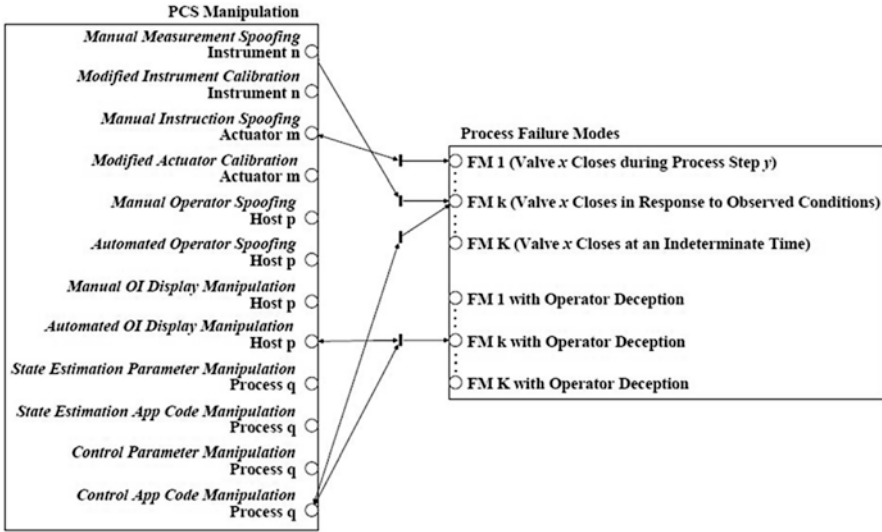 PCS Manipulation
Manual Measurement Spoofing
Instrument n
Modified Instrument Calibration
Instrument n
Manual Instruction Spoofing
Actuator m
Modified Actuator Calibration
Actuator m
Manual Operator Spoofing
Host p
Automated Operator Spoofing
Host p
Manual OI Display Manipulation
Host p
Automated OI Display Manipulation
Host p
State Estimation Parameter Manipulation
Process q
State Estimation App Code Manipulation
Process q
Control Parameter Manipulation
Process q
Control App Code Manipulation
Process q
Process Failure Modes
FM 1 (Valve x Closes during Process Step y)
FM k (Valve x Closes in Response to Observed Conditions)
FM K (Valve x Closes at an Indeterminate Time)
FM 1 with Operator Deception
FM k with Operator Deception
FM K with Operator Deception